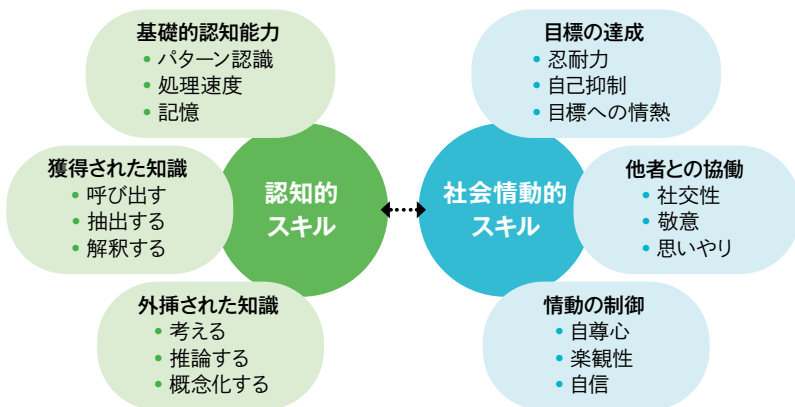 基礎的認知能力
• パターン認識
• 処理速度
• 記憶
獲得された知識
• 呼び出す
• 抽出する
• 解釈する
外挿された知識
• 考える
• 推論する
• 概念化する
認知的
スキル
社会情動的
スキル
目標の達成
• 忍耐力
• 自己抑制
• 目標への情熱
他者との協働
• 社交性
• 敬意
• 思いやり
情動の制御
• 自尊心
• 楽観性
• 自信